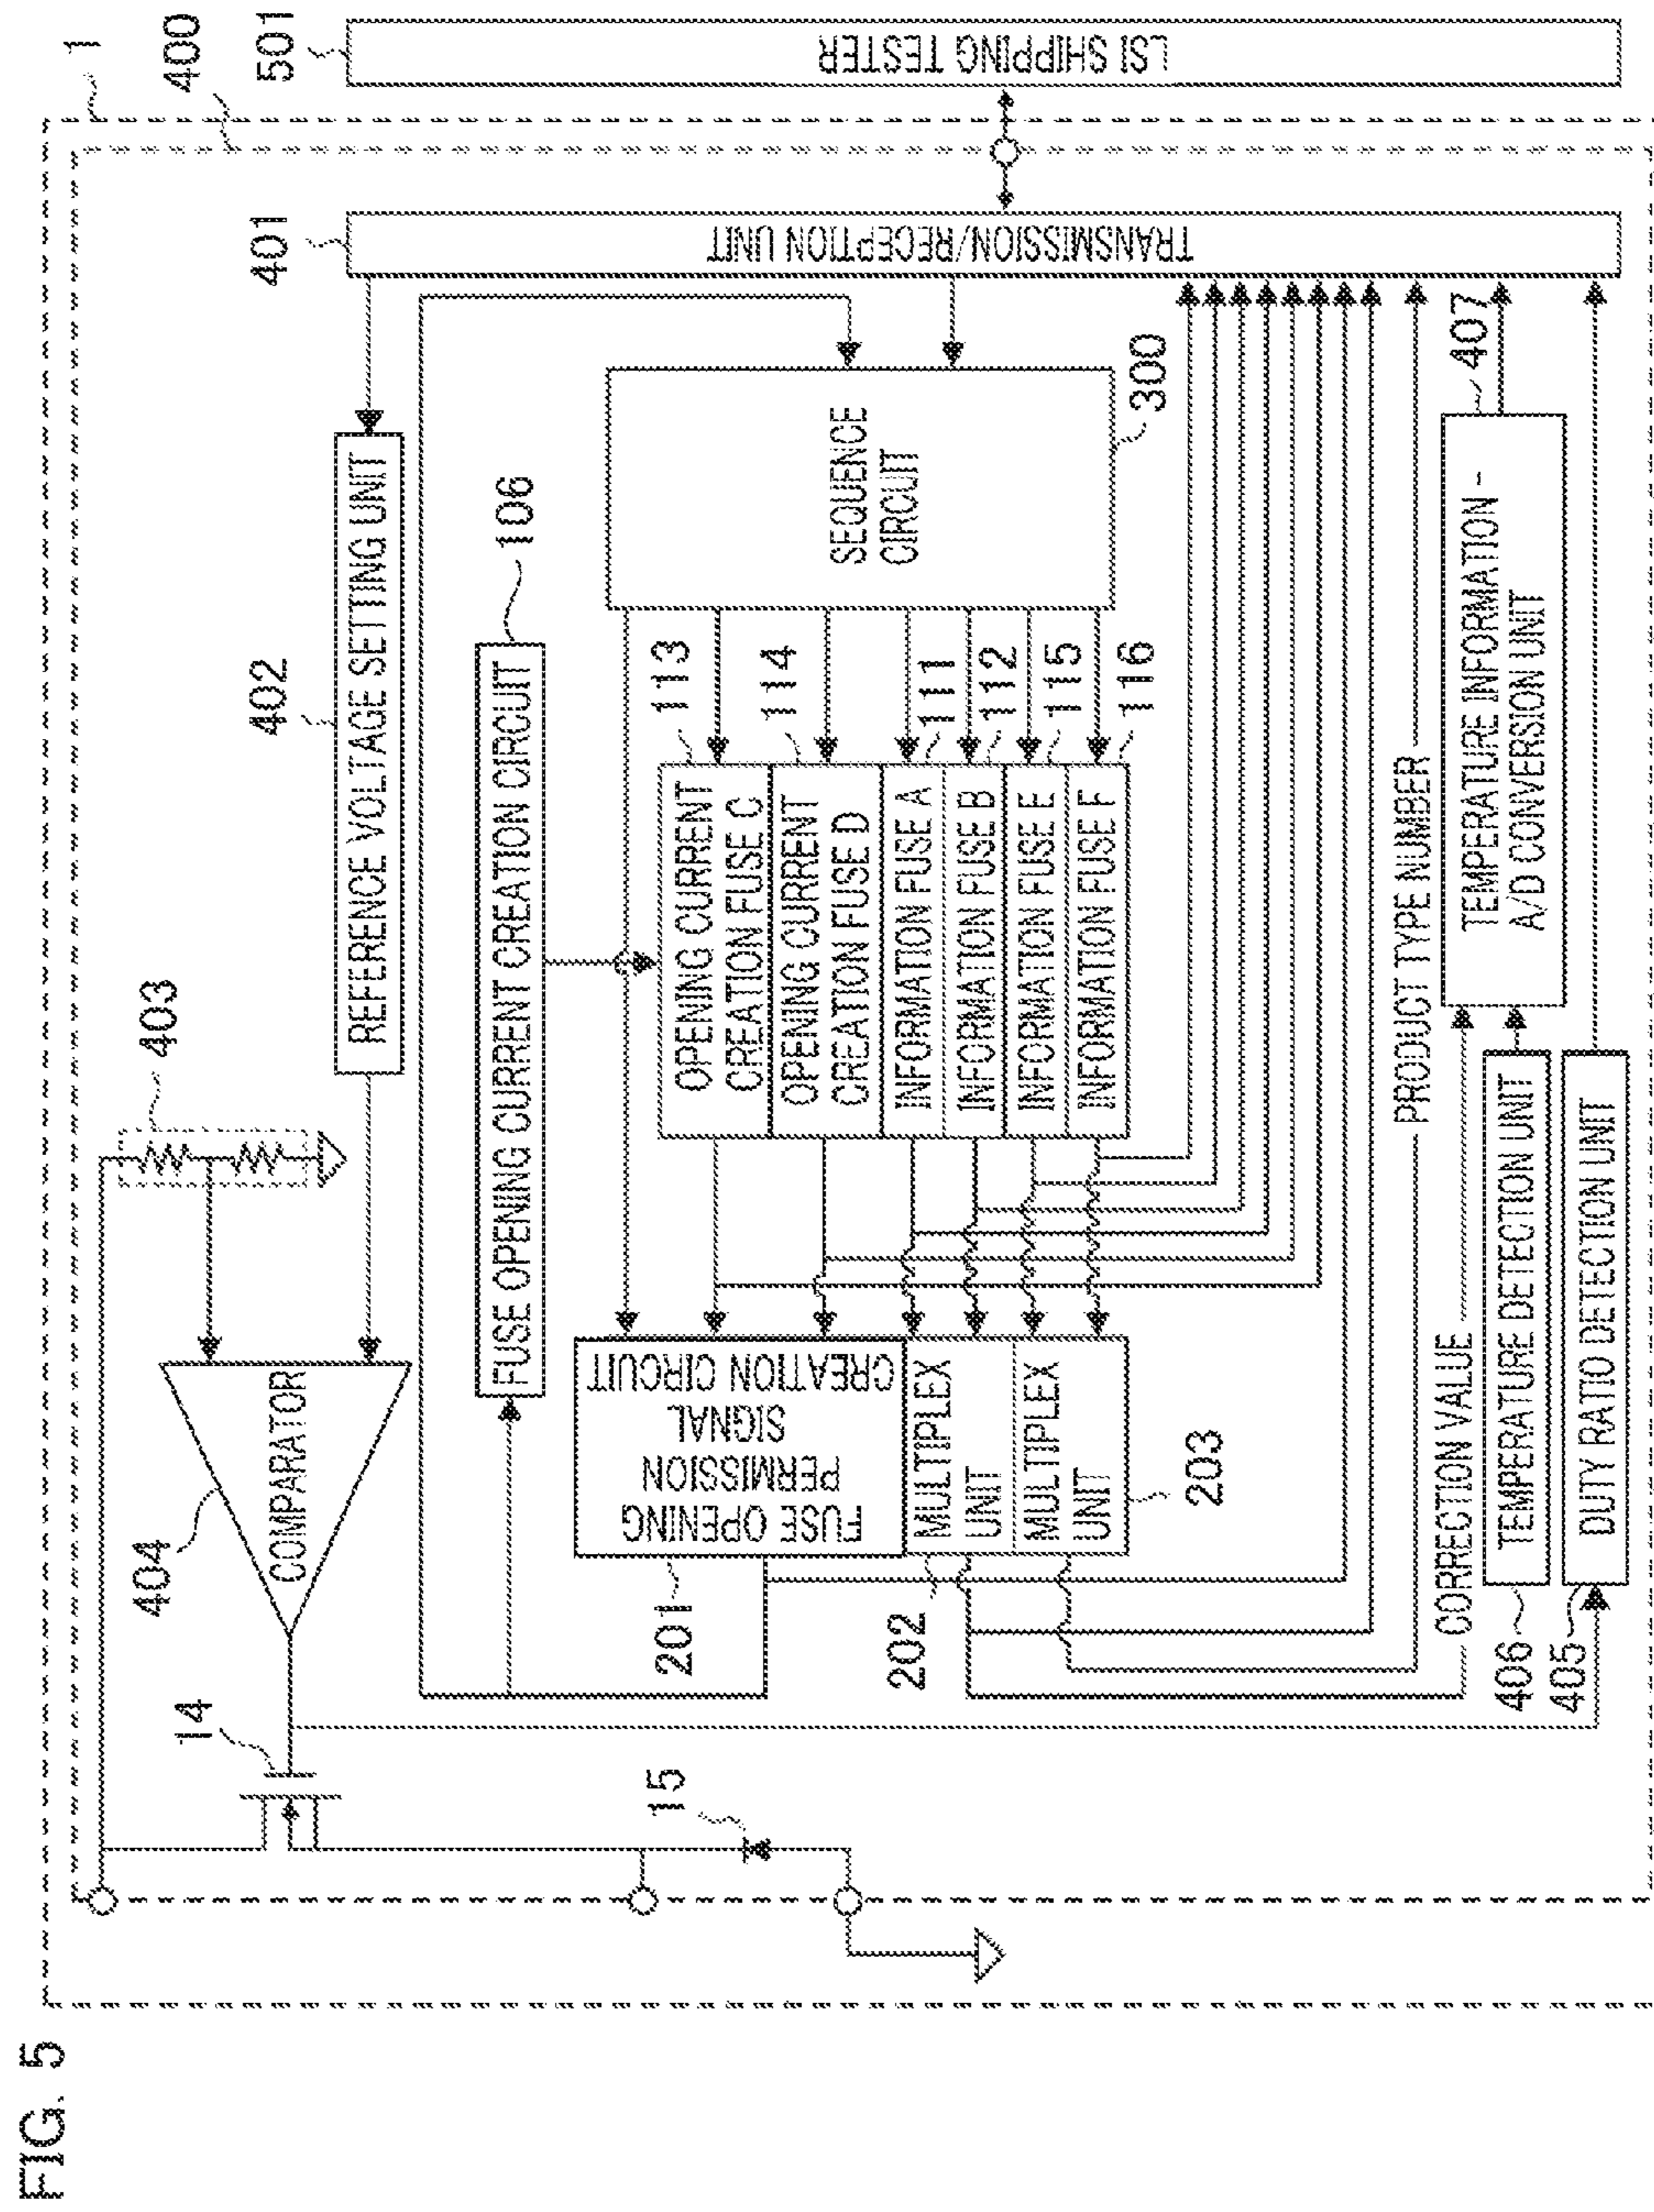 FIG. 5
1
400
501
LSI SHIPPING TESTER
401
TRANSMISSION/RECEPTION UNIT
402
REFERENCE VOLTAGE SETTING UNIT
403
404
COMPARATOR
14
15
106
FUSE OPENING CURRENT CREATION CIRCUIT
SEQUENCE
CIRCUIT
300
113
114
111
112
115
116
OPENING CURRENT
CREATION FUSE C
OPENING CURRENT
CREATION FUSE D
INFORMATION FUSE A
INFORMATION FUSE B
INFORMATION FUSE E
INFORMATION FUSE F
FUSE OPENING
PERMISSION
SIGNAL
CREATION CIRCUIT
201
MULTIPLEX
UNIT
202
MULTIPLEX
UNIT
203
PRODUCT TYPE NUMBER
CORRECTION VALUE
407
TEMPERATURE INFORMATION -
A/D CONVERSION UNIT
TEMPERATURE DETECTION UNIT
406
DUTY RATIO DETECTION UNIT
405